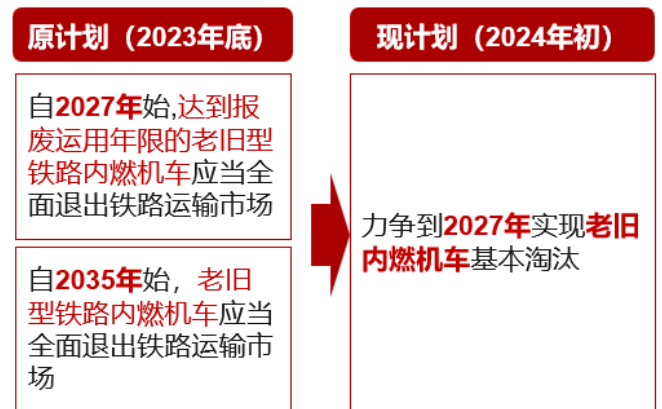 原计划（2023年底）
自2027年始,达到报
废运用年限的老旧型
铁路内燃机车应当全
面退出铁路运输市场
自2035年始，老旧
型铁路内燃机车应当
全面退出铁路运输市
场
现计划（2024年初）
力争到2027年实现老旧
内燃机车基本淘汰